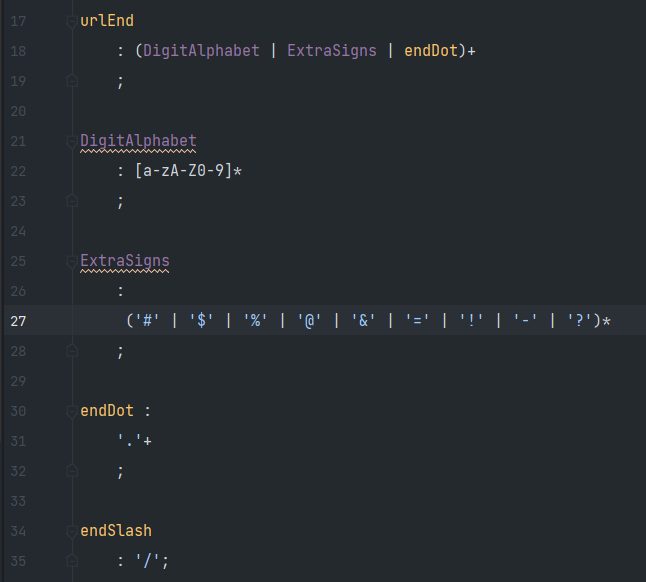 17 urlEnd
18 : (DigitAlphabet | ExtraSigns | endDot)+
19 ;
20
21 DigitAlphabet
22 : [a-zA-Z0-9]*
23 ;
24
25 ExtraSigns
26 :
27 ('#' | '$' | '%' | '@' | '&' | '=' | '!' | '-' | '?')*
28 ;
29
30 endDot :
31 '.'+
32 ;
33
34 endSlash
35 : '/';